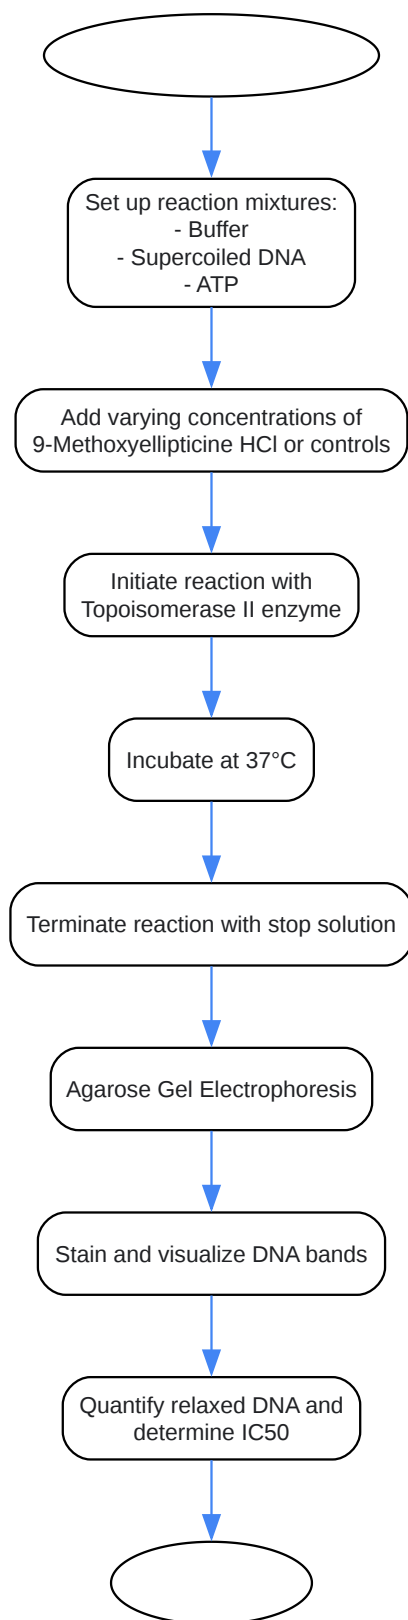 Set up reaction mixtures:
- Buffer
- Supercoiled DNA
- ATP
Add varying concentrations of
9-Methoxyellipticine HCl or controls
Initiate reaction with
Topoisomerase II enzyme
Incubate at 37°C
Terminate reaction with stop solution
Agarose Gel Electrophoresis
Stain and visualize DNA bands
Quantify relaxed DNA and
determine IC50